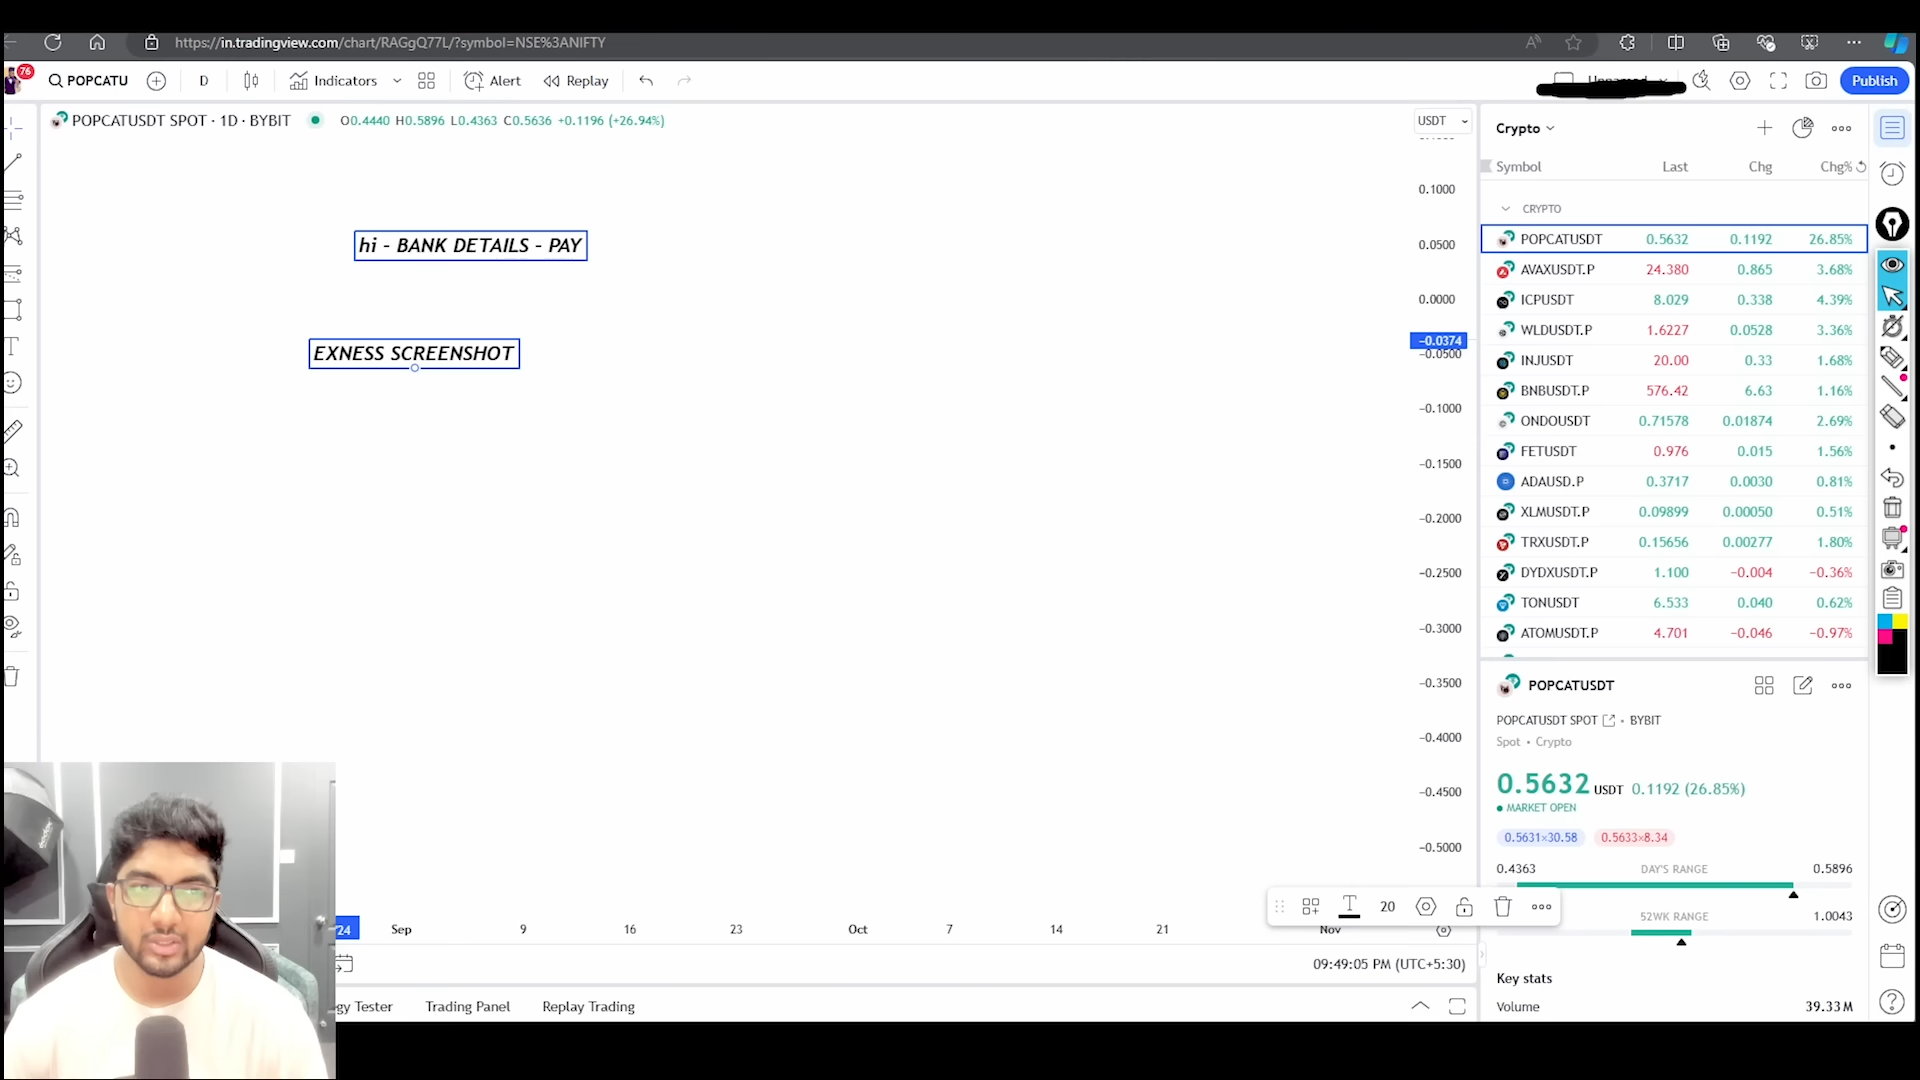 https://in.tradingview.com/chart/RAGgQ77L/?symbol=NSE%3ANIFTY
76
POPCATU
D
Indicators
Alert
Replay
Publish
POPCATUSDT SPOT · 1D · BYBIT
O0.4440 H0.5896 L0.4363 C0.5636 +0.1196 (+26.94%)
USDT
hi - BANK DETAILS - PAY
EXNESS SCREENSHOT
0.1000
0.0500
0.0000
−0.0374
−0.0500
−0.1000
−0.1500
−0.2000
−0.2500
−0.3000
−0.3500
−0.4000
−0.4500
−0.5000
Crypto
Symbol Last Chg Chg%
CRYPTO
POPCATUSDT 0.5632 0.1192 26.85%
AVAXUSDT.P 24.380 0.865 3.68%
ICPUSDT 8.029 0.338 4.39%
WLDUSDT.P 1.6227 0.0528 3.36%
INJUSDT 20.00 0.33 1.68%
BNBUSDT.P 576.42 6.63 1.16%
ONDOUSDT 0.71578 0.01874 2.69%
FETUSDT 0.976 0.015 1.56%
ADAUSD.P 0.3717 0.0030 0.81%
XLMUSDT.P 0.09899 0.00050 0.51%
TRXUSDT.P 0.15656 0.00277 1.80%
DYDXUSDT.P 1.100 −0.004 −0.36%
TONUSDT 6.533 0.040 0.62%
ATOMUSDT.P 4.701 −0.046 −0.97%
POPCATUSDT
POPCATUSDT SPOT • BYBIT
Spot • Crypto
0.5632 USDT 0.1192 (26.85%)
MARKET OPEN
0.5631×30.58 0.5633×8.34
0.4363 DAY'S RANGE 0.5896
52WK RANGE 1.0043
Key stats
Volume 39.33M
20
'24 Sep 9 16 23 Oct 7 14 21 Nov
09:49:05 PM (UTC+5:30)
gy Tester Trading Panel Replay Trading